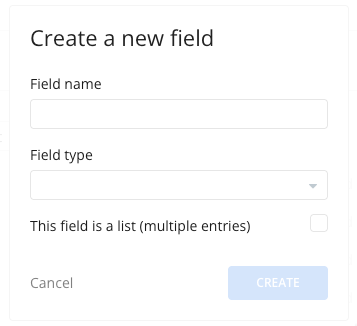 Create a new field
Field name
Field type
This field is a list (multiple entries)
Cancel
CREATE